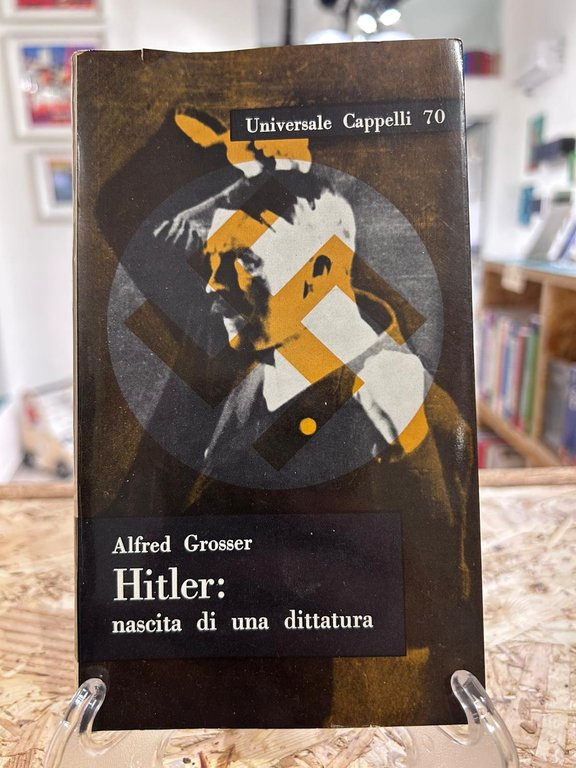 Universale Cappelli 70
Alfred Grosser
Hitler:
nascita di una dittatura